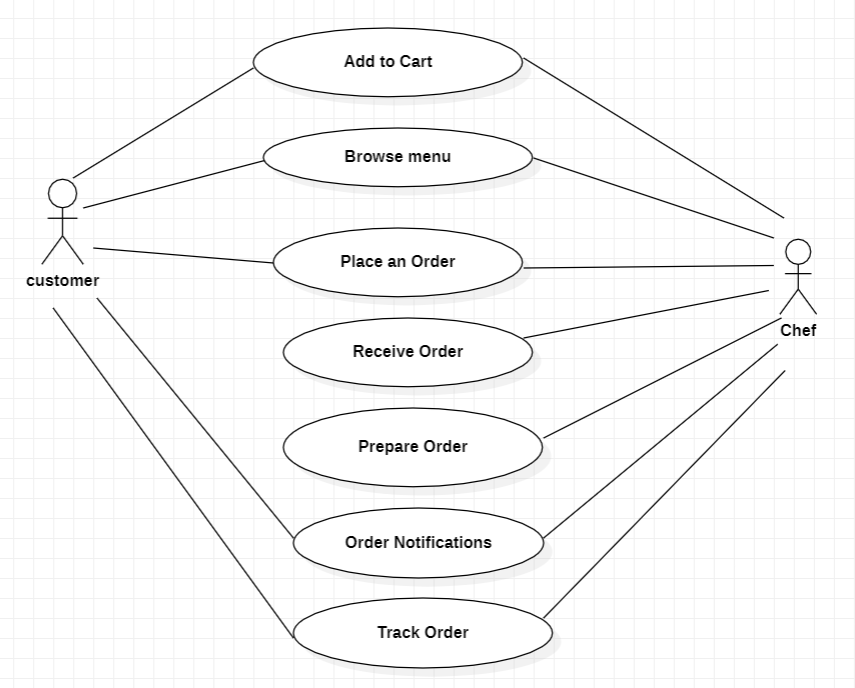 Add to Cart
Browse menu
Place an Order
customer
Receive Order
Chef
Prepare Order
Order Notifications
Track Order